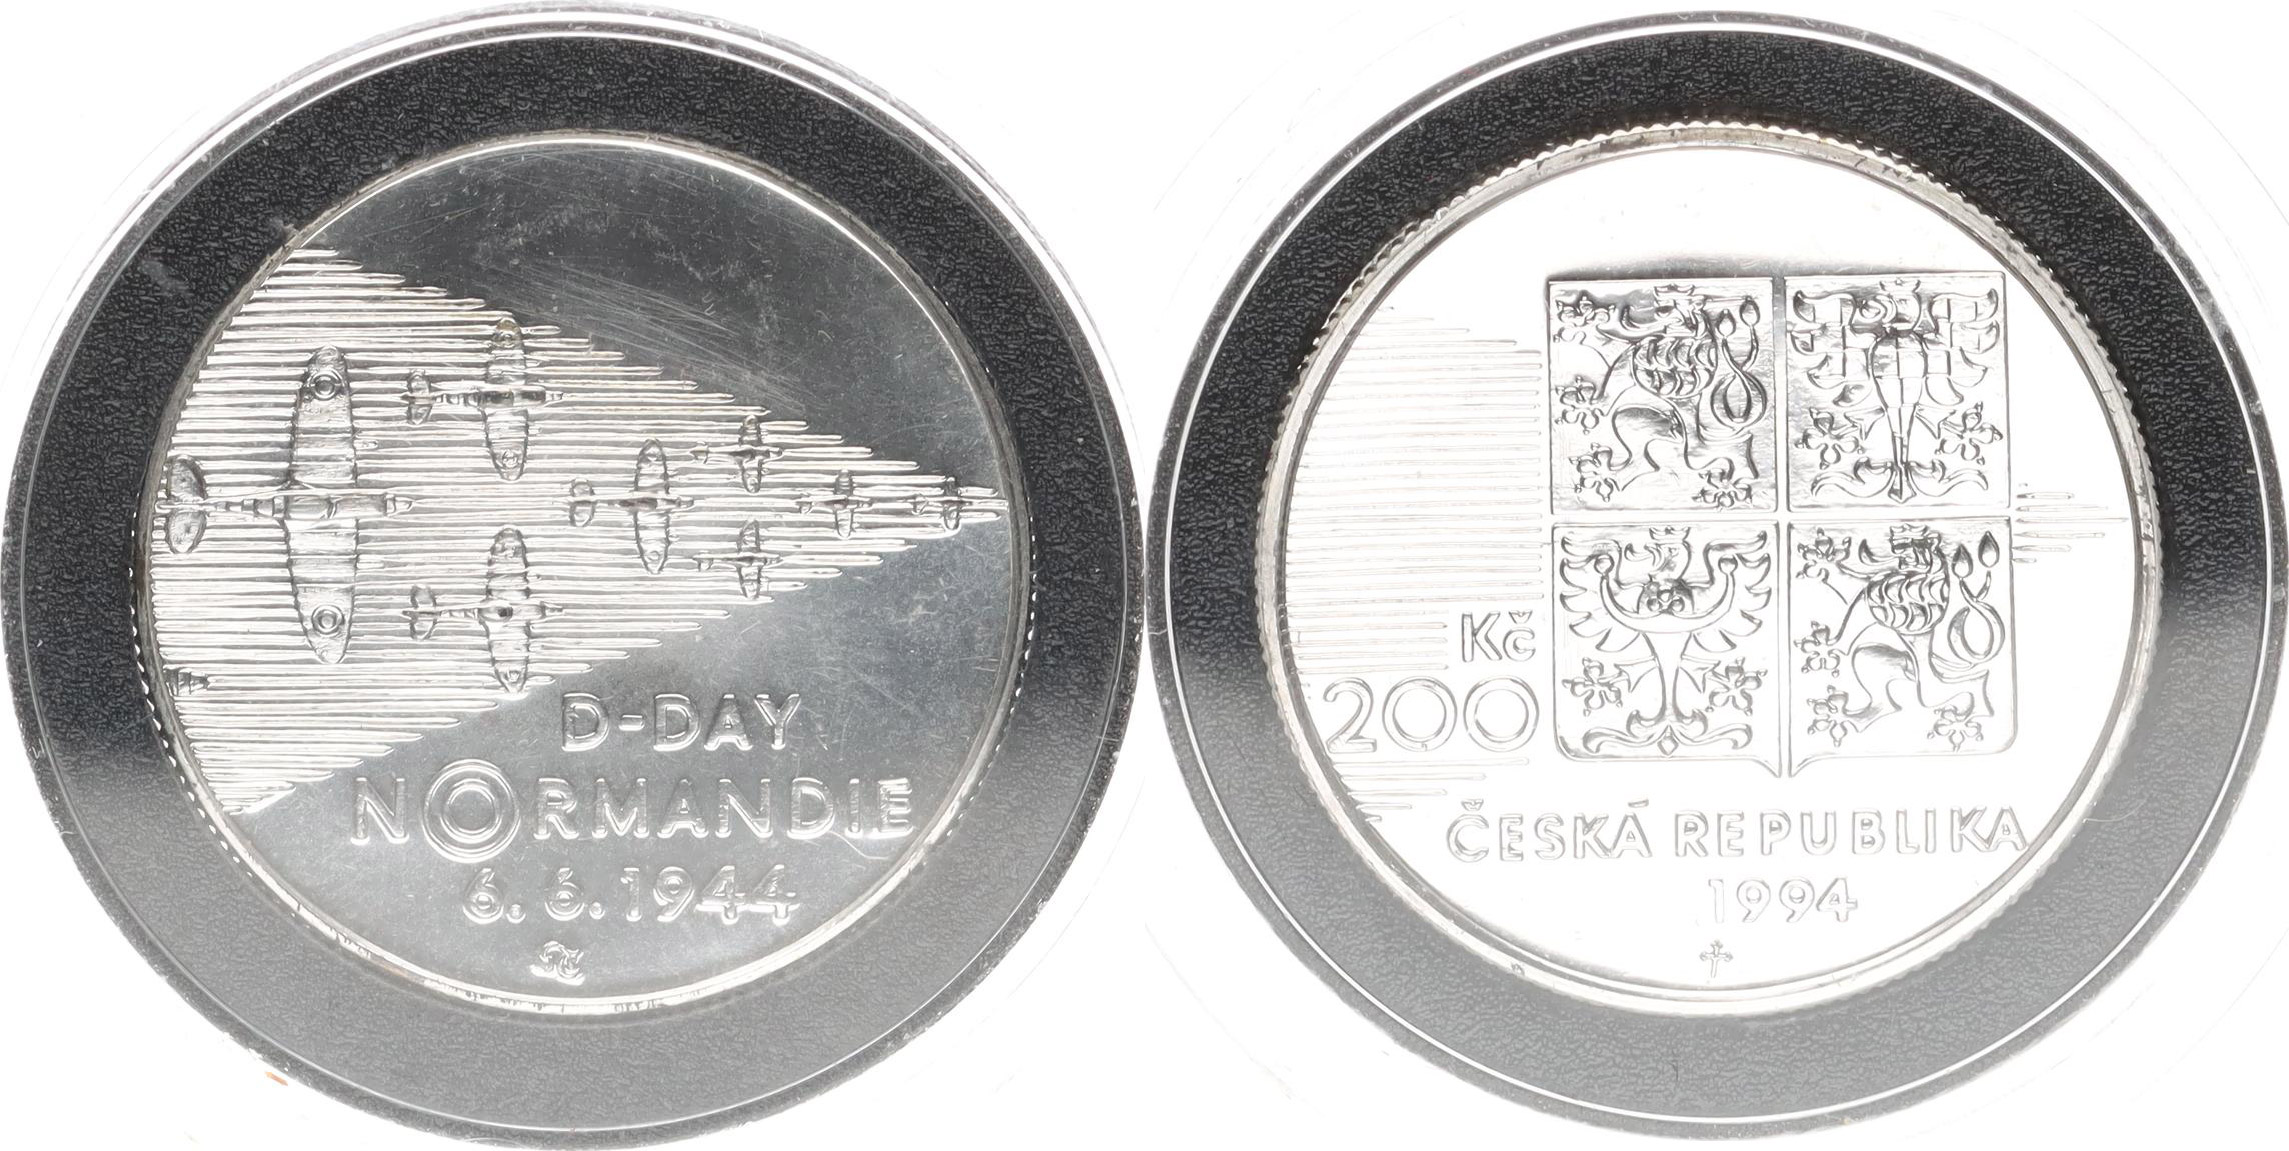 D-DAY
NORMANDIE
6.6.1944
Kč
200
ČESKÁ REPUBLIKA
1994